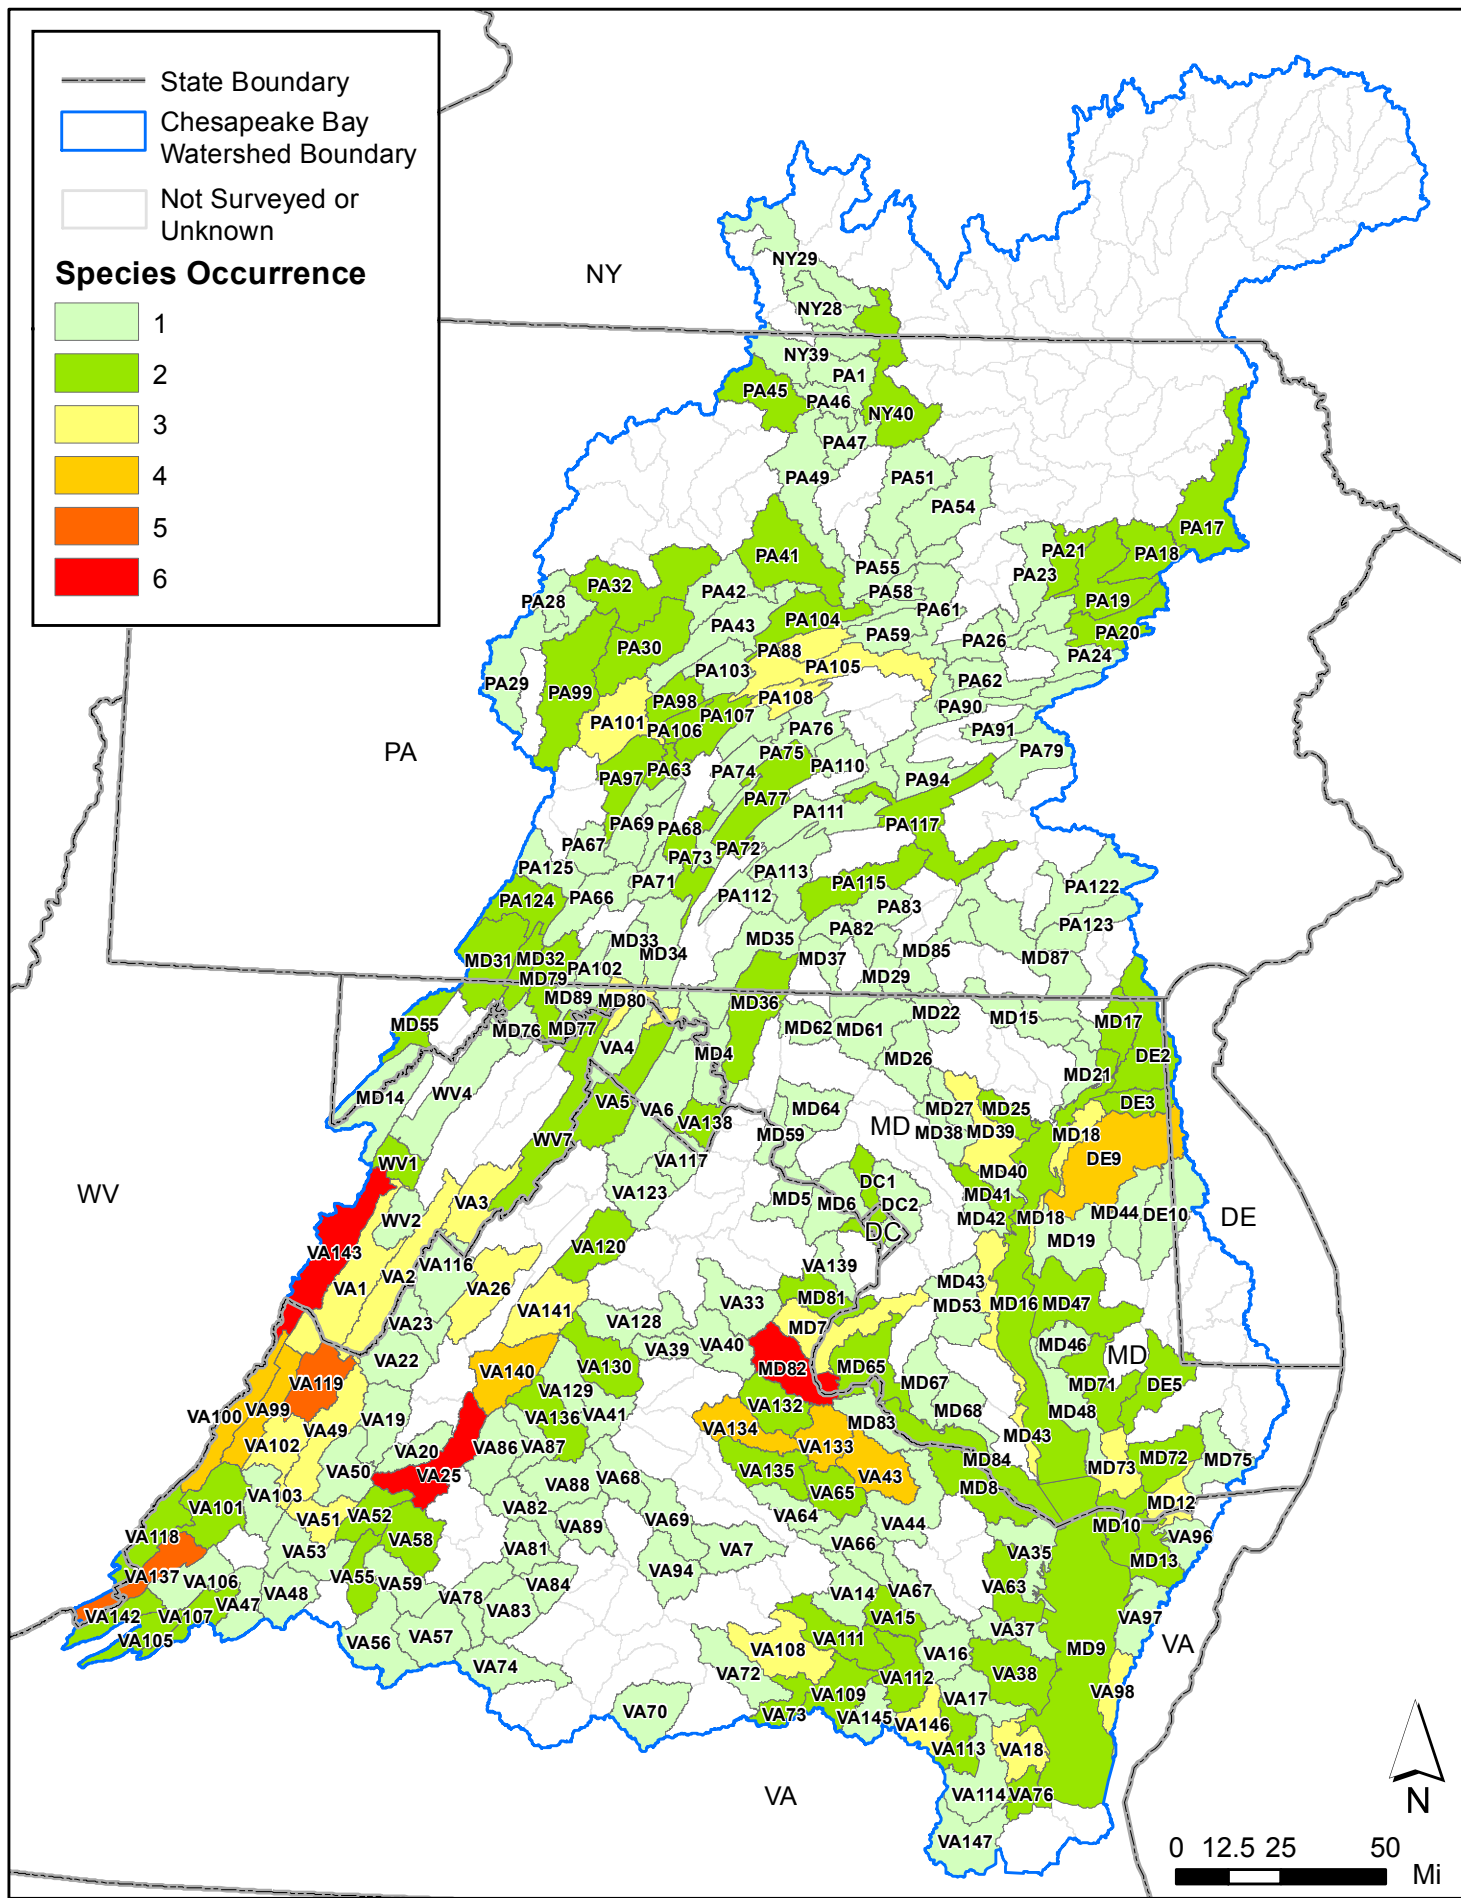 State Boundary
Chesapeake Bay
Watershed Boundary
Not Surveyed or
Unknown
Species Occurrence
1
2
3
4
5
6
NY
NY29
NY28
NY39
PA1
PA45
PA46
NY40
PA47
PA49
PA51
PA54
PA17
PA41
PA21
PA18
PA55
PA23
PA32
PA42
PA58
PA28
PA19
PA61
PA104
PA43
PA59
PA20
PA26
PA30
PA88
PA24
PA105
PA103
PA29
PA62
PA99
PA98
PA108
PA107
PA90
PA101
PA106
PA76
PA91
PA
PA75
PA79
PA110
PA63
PA74
PA97
PA94
PA77
PA111
PA69
PA68
PA117
PA67
PA72
PA73
PA125
PA113
PA71
PA115
PA122
PA66
PA112
PA124
PA83
PA123
PA82
MD35
MD33
MD34
MD85
MD31
MD32
MD37
MD87
PA102
MD79
MD29
MD89
MD80
MD36
MD22
MD15
MD55
MD76
MD77
MD62
MD61
MD17
VA4
MD4
MD26
DE2
MD21
WV4
MD14
VA5
VA6
MD64
MD27
MD25
DE3
VA138
MD
MD59
MD38
MD39
MD18
WV7
VA117
DE9
WV1
MD40
DC1
VA123
MD41
WV
VA3
MD5
MD6
DC2
WV2
MD42
MD18
MD44
DE10
DE
DC
MD19
VA120
VA143
VA116
VA139
VA2
VA1
VA26
MD43
MD81
VA33
MD53
MD16
MD47
VA141
VA128
VA23
MD7
VA39
VA40
MD46
MD
VA22
VA130
MD82
MD65
VA140
VA119
MD67
MD71
DE5
VA129
VA132
MD68
MD48
VA99
VA100
VA136
VA41
VA19
VA49
VA134
MD83
MD43
VA133
VA102
VA20
VA86
VA87
MD84
MD72
MD75
VA50
VA25
VA135
VA43
MD73
VA68
VA88
VA65
MD8
VA103
VA101
MD12
VA82
VA52
VA51
VA69
VA64
VA44
MD10
VA118
VA58
VA89
VA96
VA66
VA53
VA81
VA7
VA35
MD13
VA94
VA137
VA106
VA55
VA59
VA84
VA63
VA67
VA48
VA14
VA78
VA47
VA83
VA142
VA107
VA15
VA97
VA37
VA57
VA105
VA56
VA111
VA
VA108
VA16
MD9
VA74
VA72
VA112
VA38
VA98
VA109
VA17
VA70
VA73
VA145
VA146
VA113
VA18
VA
VA114
VA76
VA147
N
0 12.5 25 50
Mi